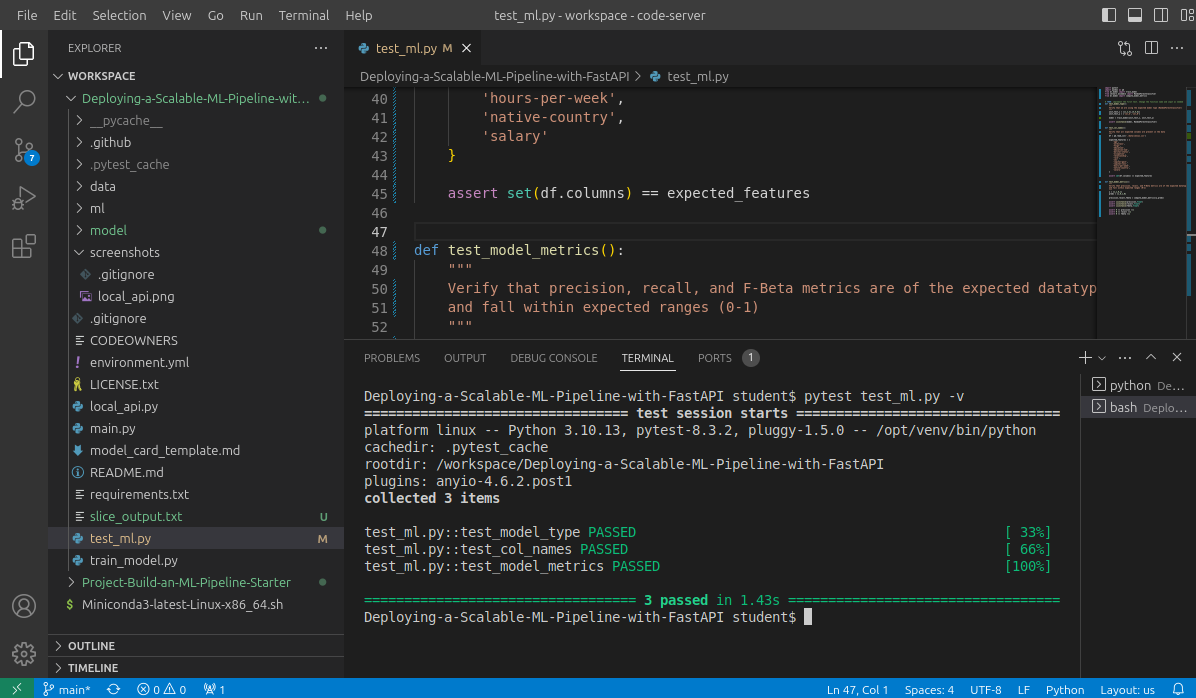 File Edit Selection View Go Run Terminal Help
test_ml.py - workspace - code-server
EXPLORER
WORKSPACE
Deploying-a-Scalable-ML-Pipeline-wit...
__pycache__
.github
.pytest_cache
data
ml
model
screenshots
.gitignore
local_api.png
.gitignore
CODEOWNERS
environment.yml
LICENSE.txt
local_api.py
main.py
model_card_template.md
README.md
requirements.txt
slice_output.txt U
test_ml.py M
train_model.py
Project-Build-an-ML-Pipeline-Starter
$ Miniconda3-latest-Linux-x86_64.sh
OUTLINE
TIMELINE
7
test_ml.py M
Deploying-a-Scalable-ML-Pipeline-with-FastAPI > test_ml.py
40 'hours-per-week',
41 'native-country',
42 'salary'
43 }
44
45 assert set(df.columns) == expected_features
46
47
48 def test_model_metrics():
49 """
50 Verify that precision, recall, and F-Beta metrics are of the expected datatyp
51 and fall within expected ranges (0-1)
52 """
PROBLEMS OUTPUT DEBUG CONSOLE TERMINAL PORTS 1
Deploying-a-Scalable-ML-Pipeline-with-FastAPI student$ pytest test_ml.py -v
================================= test session starts =================================
platform linux -- Python 3.10.13, pytest-8.3.2, pluggy-1.5.0 -- /opt/venv/bin/python
cachedir: .pytest_cache
rootdir: /workspace/Deploying-a-Scalable-ML-Pipeline-with-FastAPI
plugins: anyio-4.6.2.post1
collected 3 items
test_ml.py::test_model_type PASSED [ 33%]
test_ml.py::test_col_names PASSED [ 66%]
test_ml.py::test_model_metrics PASSED [100%]
================================== 3 passed in 1.43s ==================================
Deploying-a-Scalable-ML-Pipeline-with-FastAPI student$
python De...
bash Deplo...
main* 0 0 1
Ln 47, Col 1 Spaces: 4 UTF-8 LF Python Layout: us